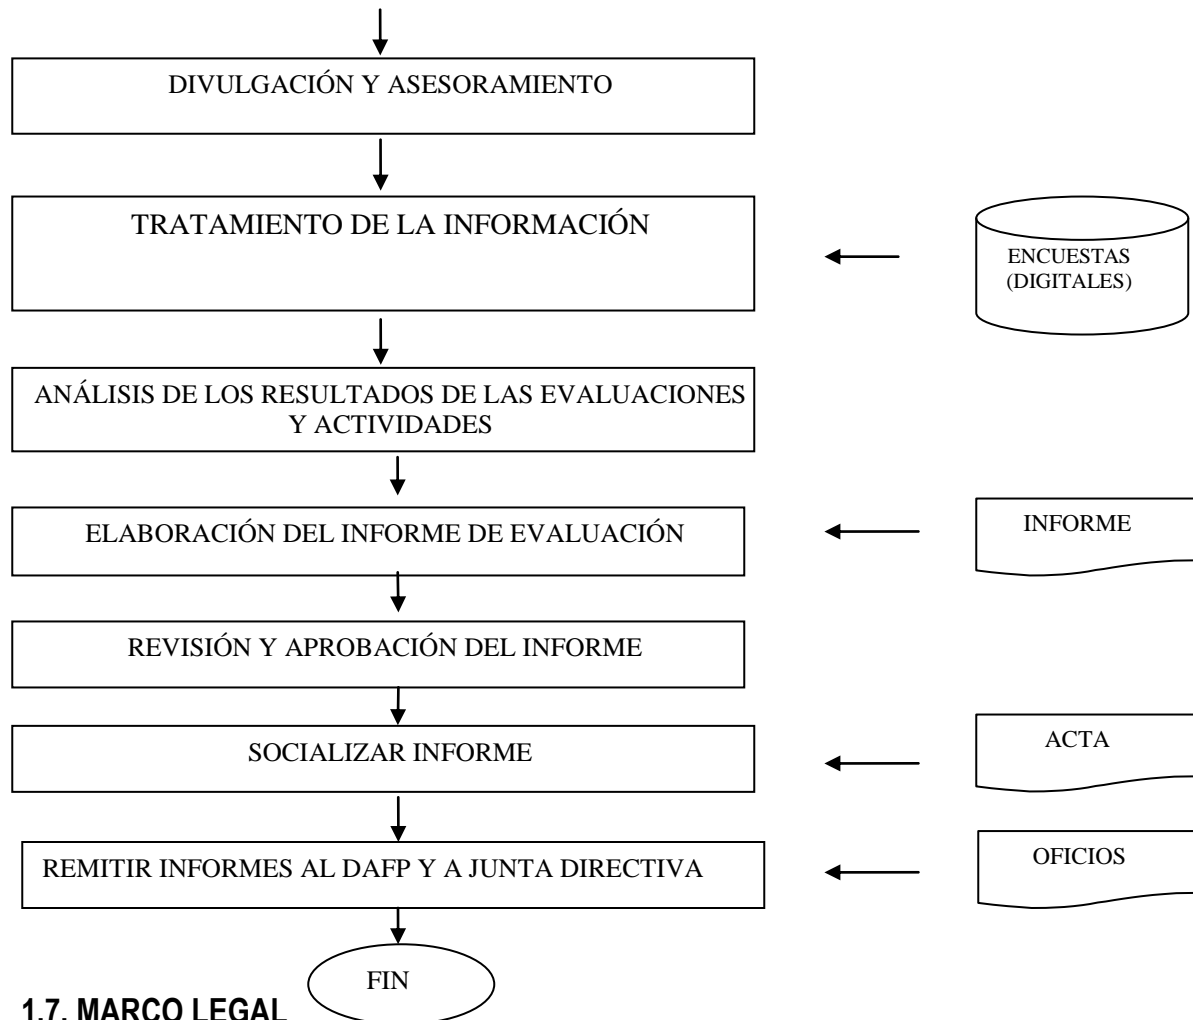 DIVULGACIÓN Y ASESORAMIENTO
TRATAMIENTO DE LA INFORMACIÓN
ENCUESTAS
(DIGITALES)
ANÁLISIS DE LOS RESULTADOS DE LAS EVALUACIONES
Y ACTIVIDADES
ELABORACIÓN DEL INFORME DE EVALUACIÓN
INFORME
REVISIÓN Y APROBACIÓN DEL INFORME
SOCIALIZAR INFORME
ACTA
REMITIR INFORMES AL DAFP Y A JUNTA DIRECTIVA
OFICIOS
FIN
1.7. MARCO LEGAL